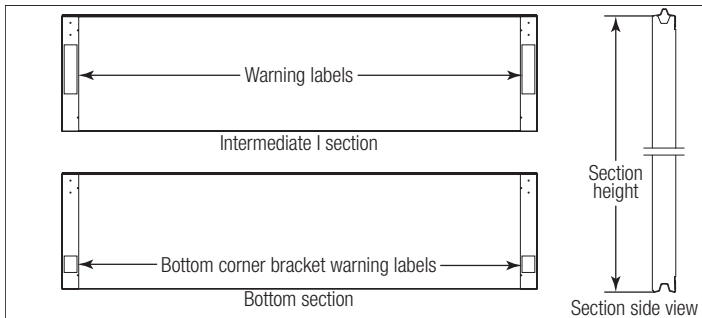 Warning labels
Intermediate I section
Bottom corner bracket warning labels
Bottom section
Section
height
Section side view